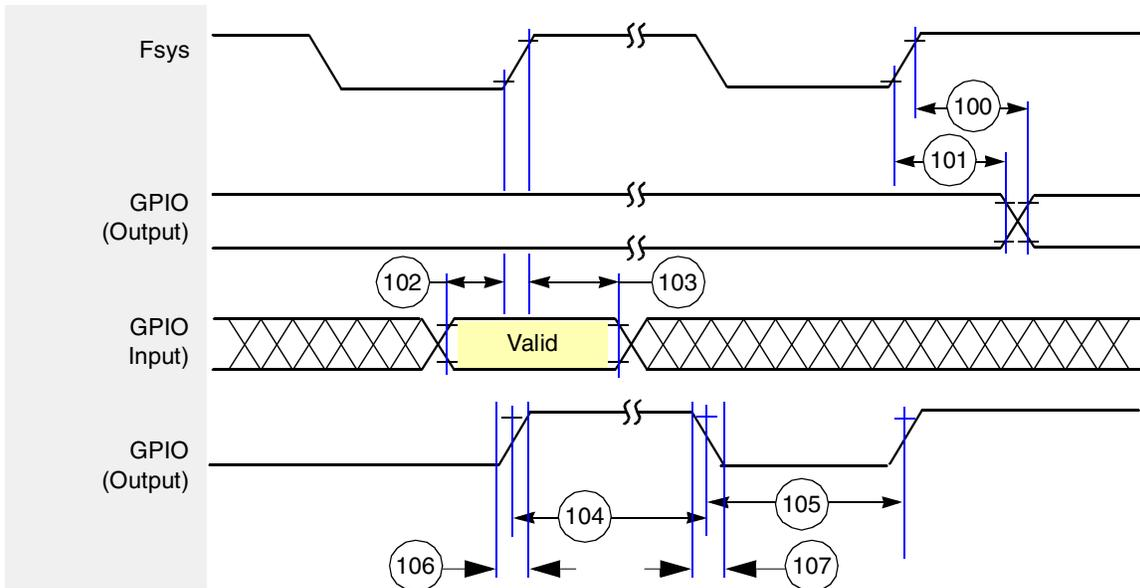 Fsys
100
101
GPIO
(Output)
102
103
GPIO
Input)
Valid
GPIO
(Output)
105
104
106
107